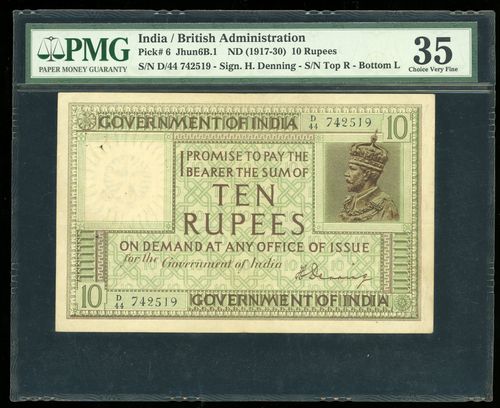 PMG
PAPER MONEY GUARANTY
India / British Administration
Pick# 6 Jhun6B.1 ND (1917-30) 10 Rupees
S/N D/44 742519 - Sign. H. Denning - S/N Top R - Bottom L
35
Choice Very Fine
GOVERNMENT OF INDIA
D/44 742519
10
I PROMISE TO PAY THE
BEARER THE SUM OF
TEN
RUPEES
ON DEMAND AT ANY OFFICE OF ISSUE
for the Government of India
H Denning
10
D/44 742519
GOVERNMENT OF INDIA